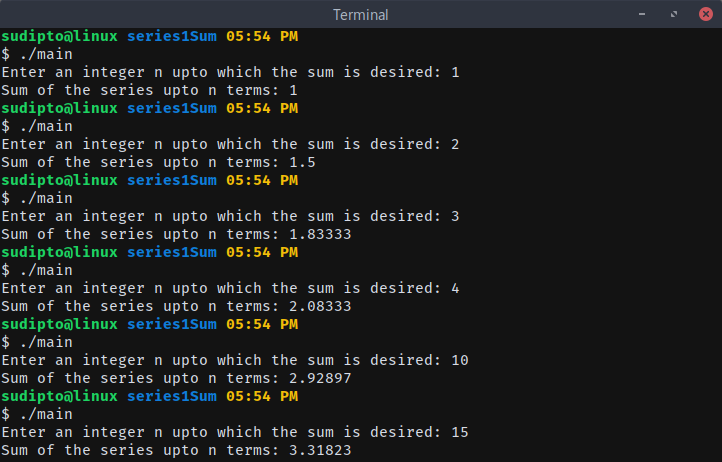 Terminal
sudipto@linux series1Sum 05:54 PM
$ ./main
Enter an integer n upto which the sum is desired: 1
Sum of the series upto n terms: 1
sudipto@linux series1Sum 05:54 PM
$ ./main
Enter an integer n upto which the sum is desired: 2
Sum of the series upto n terms: 1.5
sudipto@linux series1Sum 05:54 PM
$ ./main
Enter an integer n upto which the sum is desired: 3
Sum of the series upto n terms: 1.83333
sudipto@linux series1Sum 05:54 PM
$ ./main
Enter an integer n upto which the sum is desired: 4
Sum of the series upto n terms: 2.08333
sudipto@linux series1Sum 05:54 PM
$ ./main
Enter an integer n upto which the sum is desired: 10
Sum of the series upto n terms: 2.92897
sudipto@linux series1Sum 05:54 PM
$ ./main
Enter an integer n upto which the sum is desired: 15
Sum of the series upto n terms: 3.31823